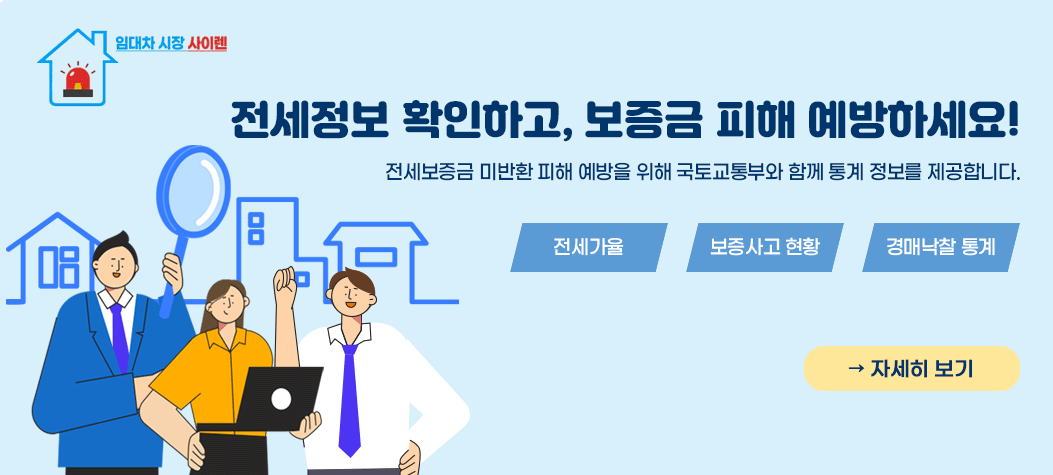 임대차 시장 사이렌
전세정보 확인하고, 보증금 피해 예방하세요!
전세보증금 미반환 피해 예방을 위해 국토교통부와 함께 통계 정보를 제공합니다.
전세가율 보증사고 현황 경매낙찰 통계
→ 자세히 보기